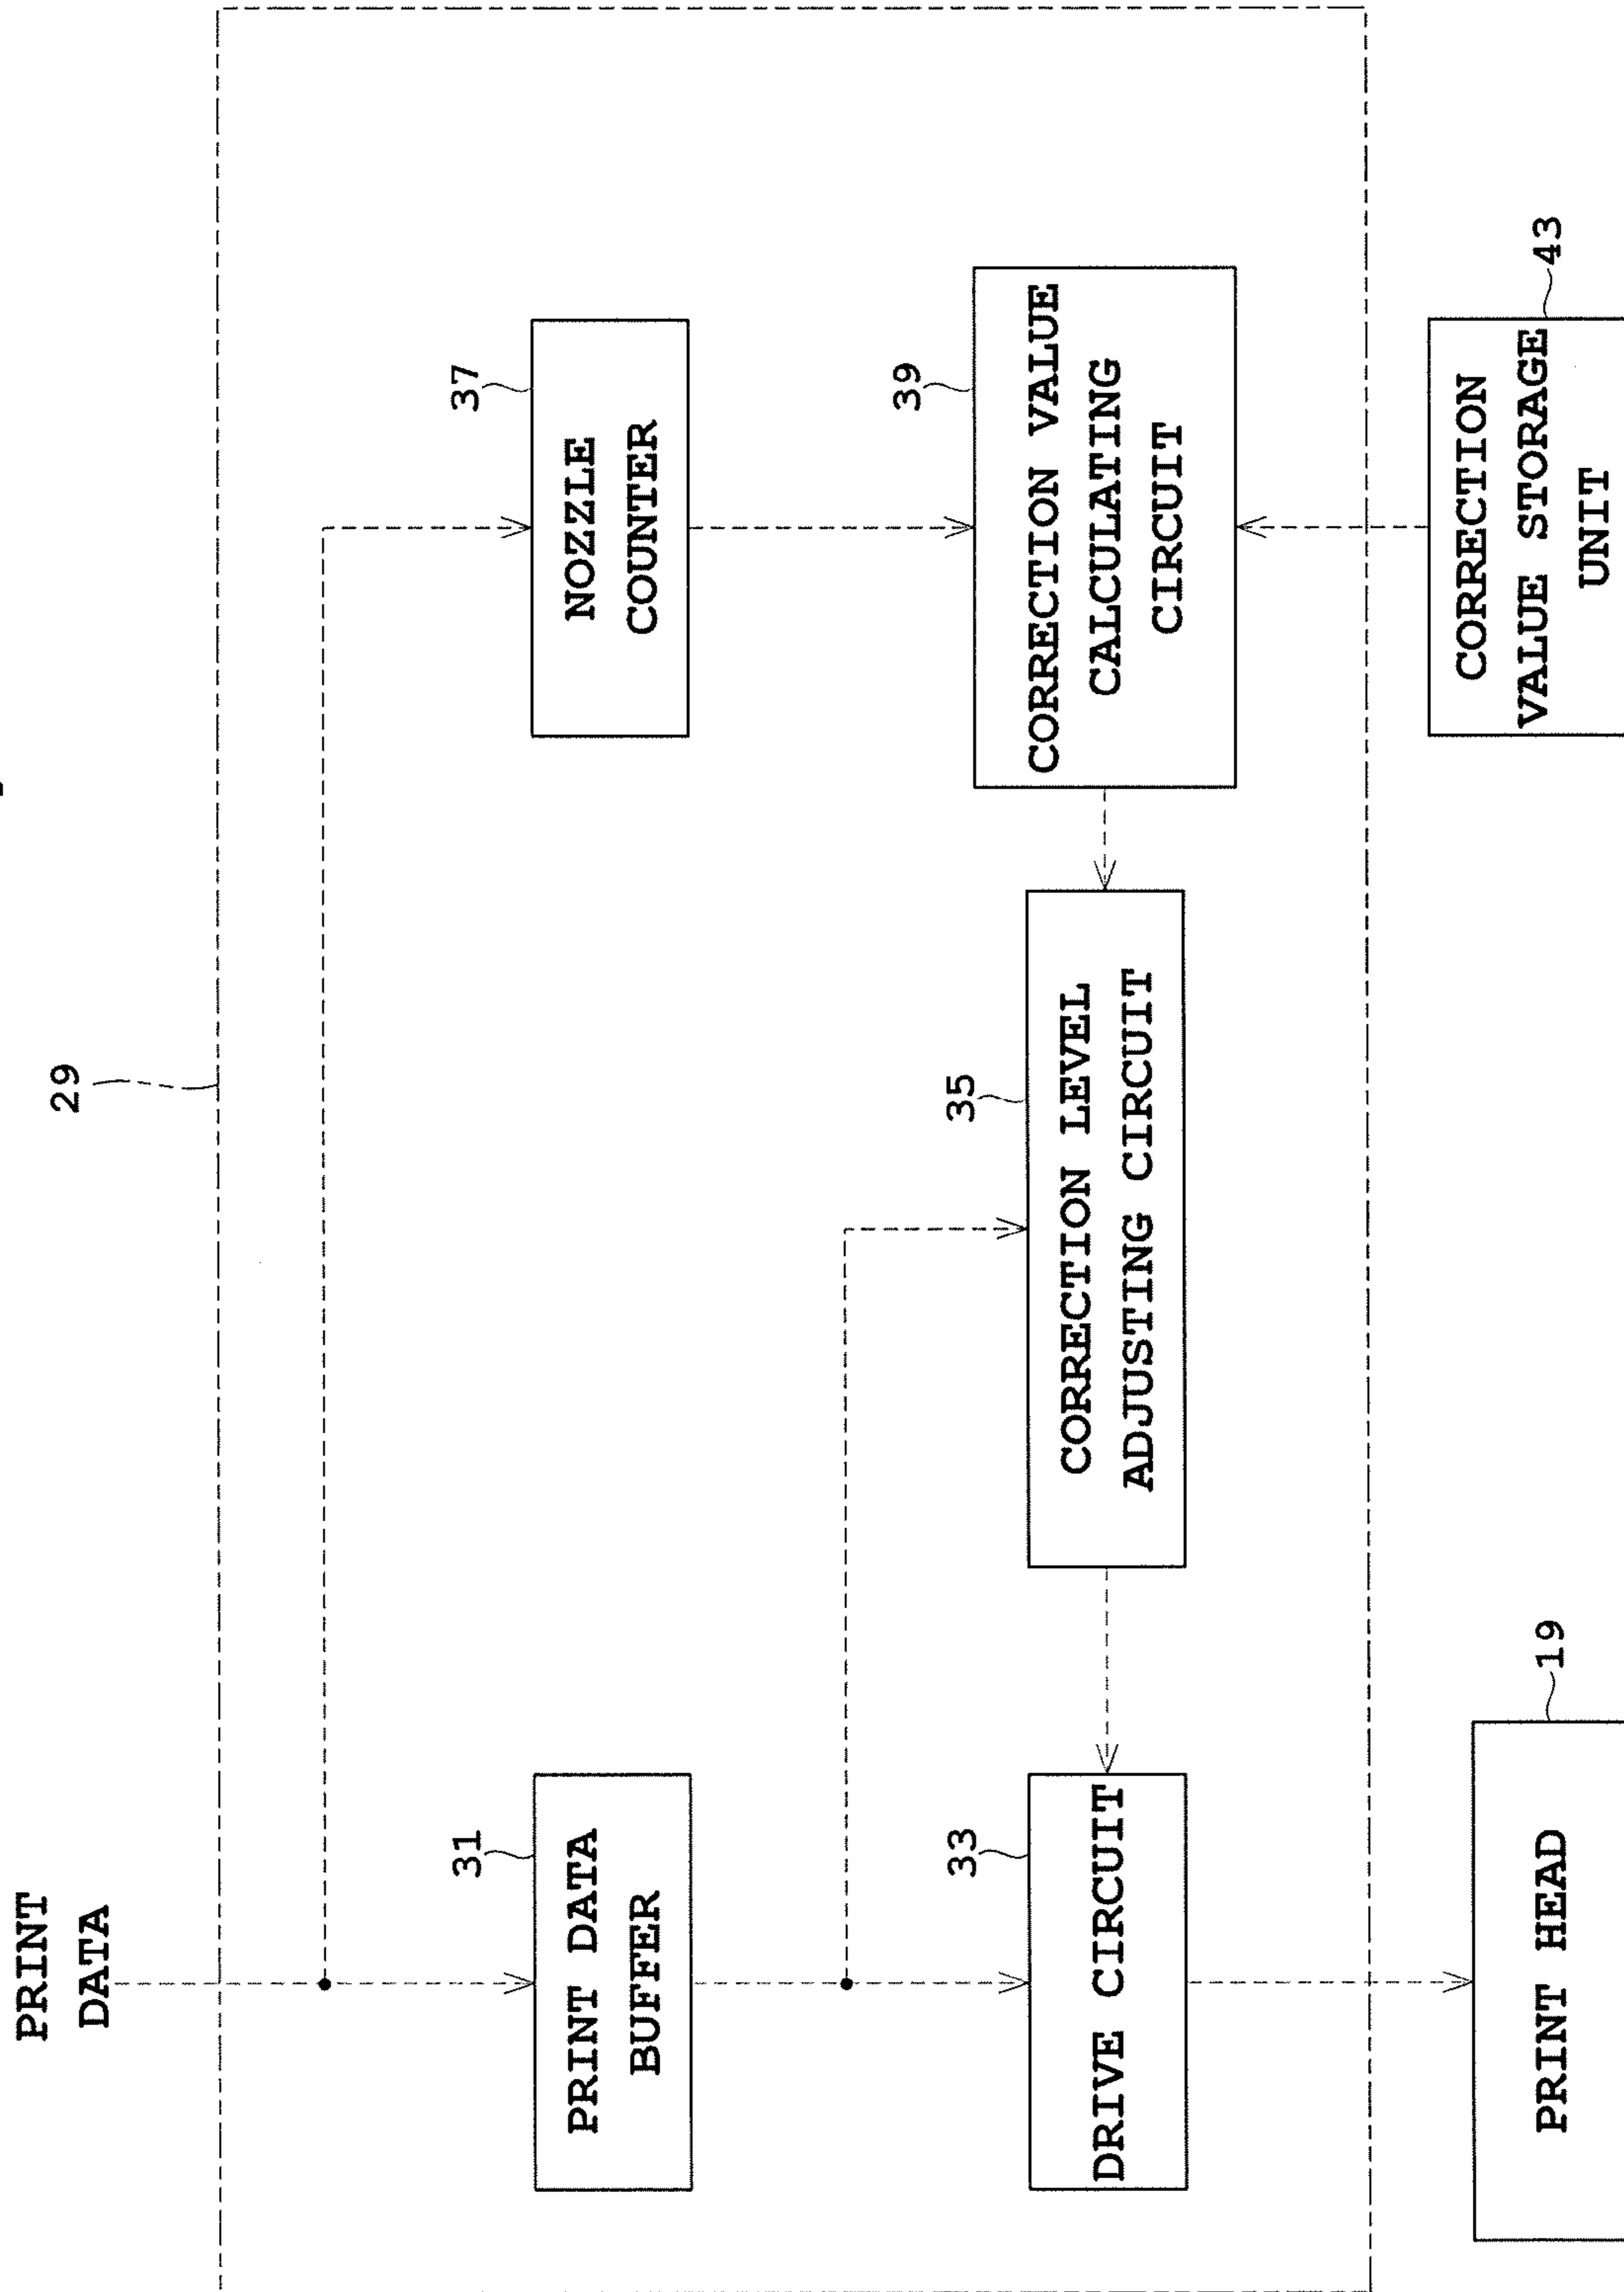 PRINT
DATA
29
31
PRINT DATA
BUFFER
37
NOZZLE
COUNTER
33
DRIVE CIRCUIT
35
CORRECTION LEVEL
ADJUSTING CIRCUIT
39
CORRECTION VALUE
CALCULATING
CIRCUIT
19
PRINT HEAD
43
CORRECTION
VALUE STORAGE
UNIT